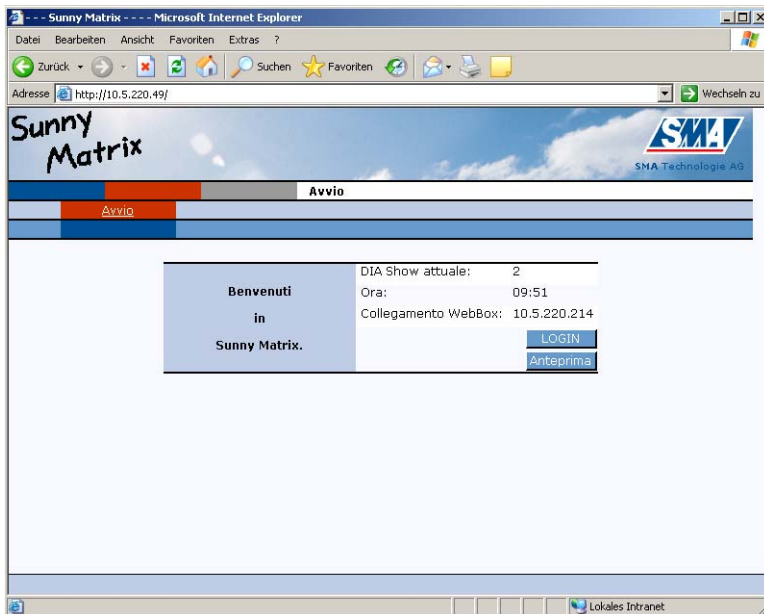 - - - Sunny Matrix - - - - Microsoft Internet Explorer
Datei Bearbeiten Ansicht Favoriten Extras ?
Zurück Suchen Favoriten
Adresse http://10.5.220.49/ Wechseln zu
Sunny
Matrix
SMA
SMA Technologie AG
Avvio
Avvio
Benvenuti
in
Sunny Matrix.
DIA Show attuale: 2
Ora: 09:51
Collegamento WebBox: 10.5.220.214
LOGIN
Anteprima
Lokales Intranet